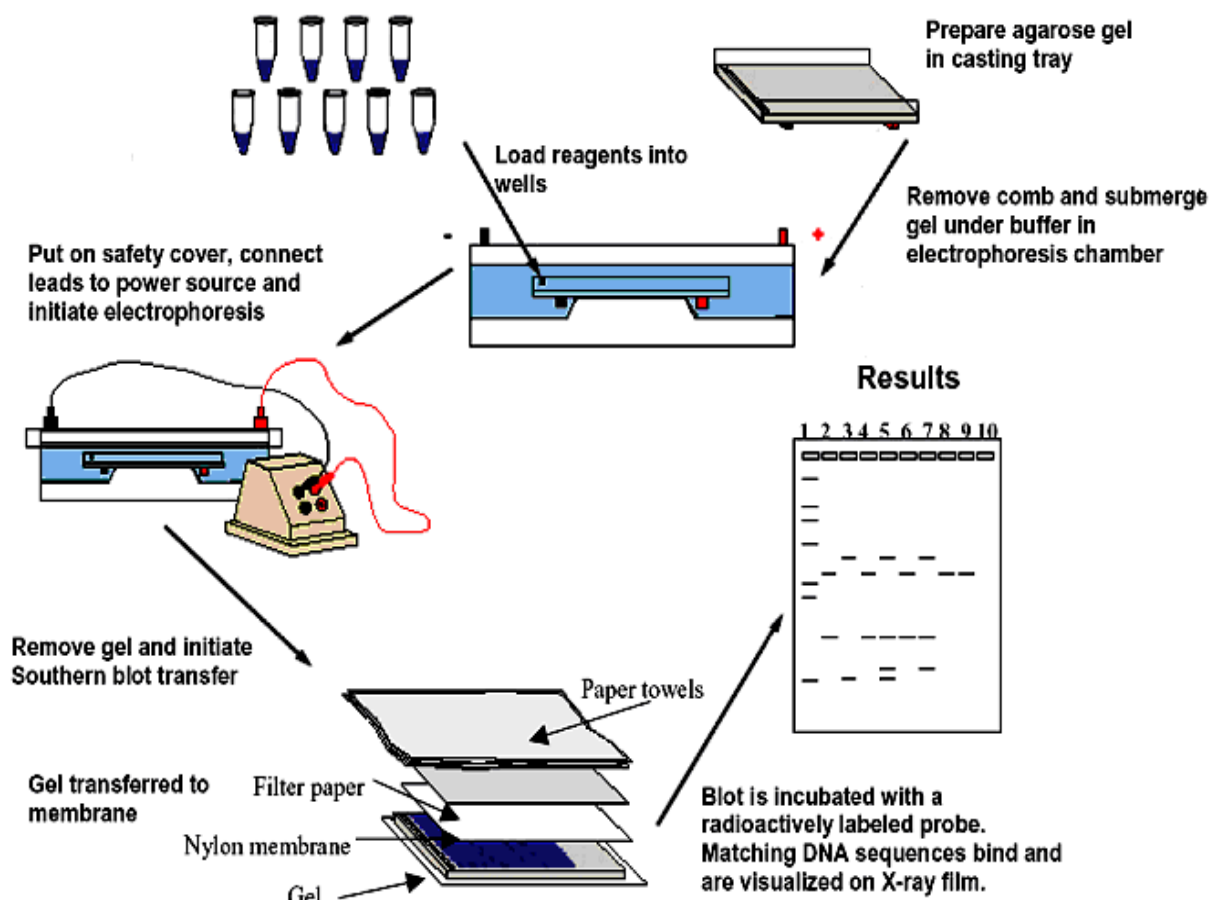 Prepare agarose gel
in casting tray
Load reagents into
wells
Remove comb and submerge
gel under buffer in
electrophoresis chamber
- +
Put on safety cover, connect
leads to power source and
initiate electrophoresis
Results
1 2 3 4 5 6 7 8 9 10
Remove gel and initiate
Southern blot transfer
Paper towels
Gel transferred to
membrane
Filter paper
Nylon membrane
Gel
Blot is incubated with a
radioactively labeled probe.
Matching DNA sequences bind and
are visualized on X-ray film.